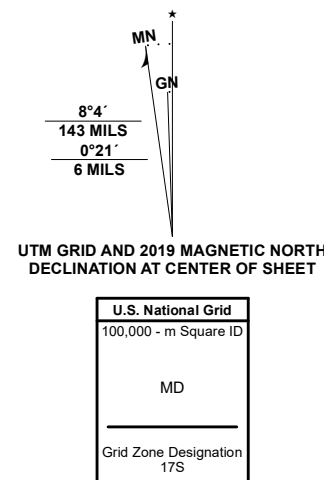 ★
MN
GN
8°4´
143 MILS
0°21´
6 MILS
UTM GRID AND 2019 MAGNETIC NORTH
DECLINATION AT CENTER OF SHEET
U.S. National Grid
100,000 - m Square ID
MD
Grid Zone Designation
17S